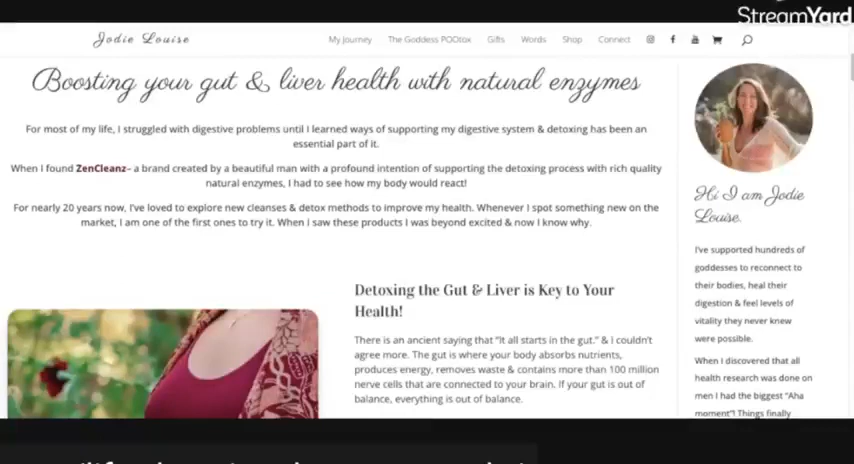 StreamYard
Jodie Louise
My Journey The Goddess POOtox Gifts Words Shop Connect
Boosting your gut & liver health with natural enzymes
For most of my life, I struggled with digestive problems until I learned ways of supporting my digestive system & detoxing has been an
essential part of it.
When I found ZenCleanz– a brand created by a beautiful man with a profound intention of supporting the detoxing process with rich quality
natural enzymes, I had to see how my body would react!
For nearly 20 years now, I've loved to explore new cleanses & detox methods to improve my health. Whenever I spot something new on the
market, I am one of the first ones to try it. When I saw these products I was beyond excited & now I know why.
Detoxing the Gut & Liver is Key to Your
Health!
There is an ancient saying that "It all starts in the gut." & I couldn't
agree more. The gut is where your body absorbs nutrients,
produces energy, removes waste & contains more than 100 million
nerve cells that are connected to your brain. If your gut is out of
balance, everything is out of balance.
Hi I am Jodie
Louise.
I've supported hundreds of
goddesses to reconnect to
their bodies, heal their
digestion & feel levels of
vitality they never knew
were possible.
When I discovered that all
health research was done on
men I had the biggest "Aha
moment"! Things finally